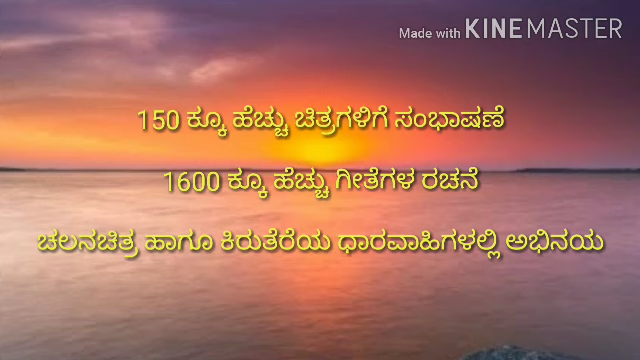 Made with KINEMASTER
150 ಕ್ಕೂ ಹೆಚ್ಚು ಚಿತ್ರಗಳಿಗೆ ಸಂಭಾಷಣೆ
1600 ಕ್ಕೂ ಹೆಚ್ಚು ಗೀತೆಗಳ ರಚನೆ
ಚಲನಚಿತ್ರ ಹಾಗೂ ಕಿರುತೆರೆಯ ಧಾರವಾಹಿಗಳಲ್ಲಿ ಅಭಿನಯ